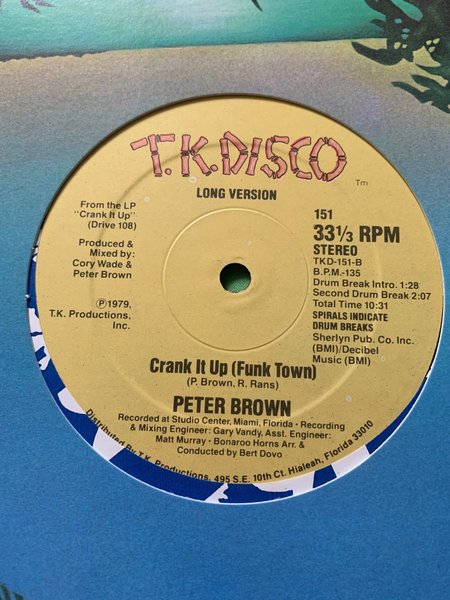 T.K.DISCO
TM
LONG VERSION
From the LP
"Crank It Up"
(Drive 108)
Produced &
Mixed by:
Cory Wade &
Peter Brown
℗1979,
T.K. Productions,
Inc.
151
33 1/3 RPM
STEREO
TKD-151-B
B.P.M.-135
Drum Break Intro. 1:28
Second Drum Break 2:07
Total Time 10:31
SPIRALS INDICATE
DRUM BREAKS
Sherlyn Pub. Co. Inc.
(BMI)/Decibel
Music (BMI)
Crank It Up (Funk Town)
(P. Brown, R. Rans)
PETER BROWN
Recorded at Studio Center, Miami, Florida • Recording
& Mixing Engineer: Gary Vandy, Asst. Engineer:
Matt Murray • Bonaroo Horns Arr. &
Conducted by Bert Dovo
Distributed By T.K. Productions, 495 S.E. 10th Ct. Hialeah, Florida 33010